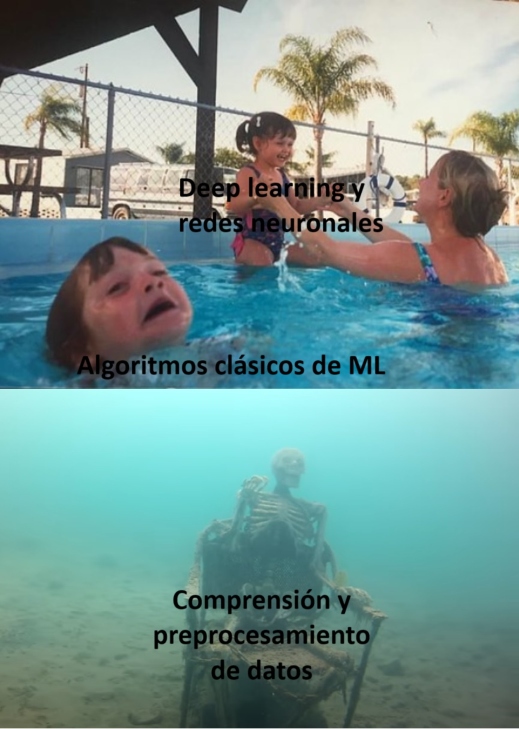 Deep learning y
redes neuronales
Algoritmos clásicos de ML
Comprensión y
preprocesamiento
de datos